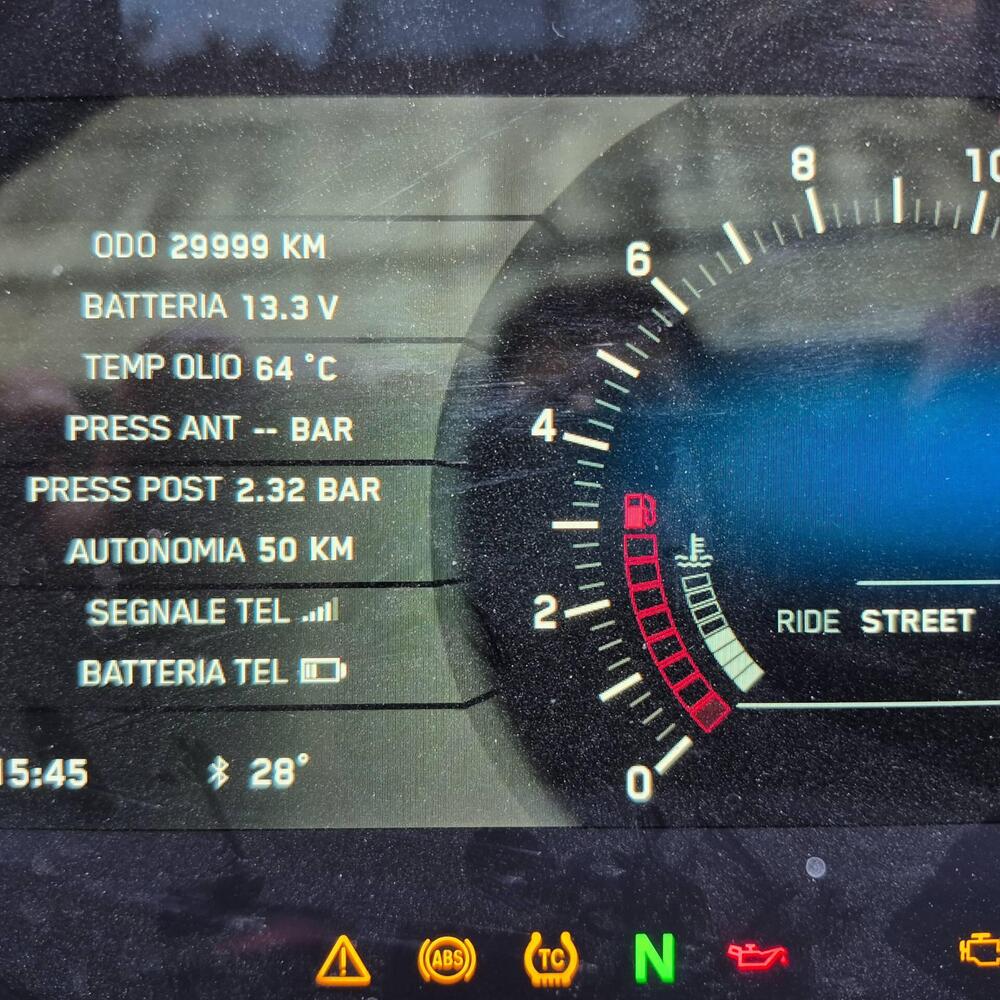 ODO 29999 KM
BATTERIA 13.3 V
TEMP OLIO 64 °C
PRESS ANT -- BAR
PRESS POST 2.32 BAR
AUTONOMIA 50 KM
SEGNALE TEL
BATTERIA TEL
15:45 28°
10
8
6
4
2
0
RIDE STREET
ABS
TC
N